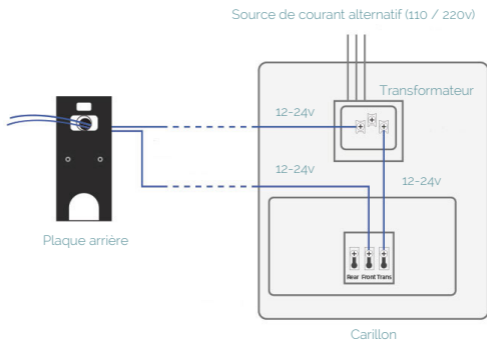 Source de courant alternatif (110 / 220v)
Transformateur
12-24v
12-24v
12-24v
Plaque arrière
Rear Front Trans.
Carillon